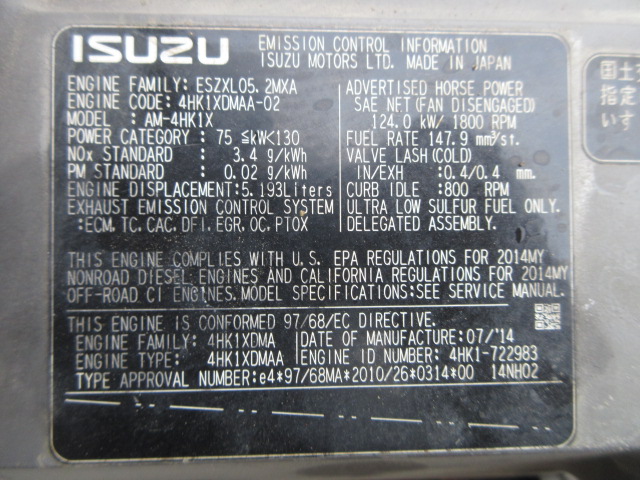 ISUZU EMISSION CONTROL INFORMATION
ISUZU MOTORS LTD. MADE IN JAPAN
ENGINE FAMILY: ESZXL05.2MXA
ENGINE CODE: 4HK1XDMAA-02
MODEL : AM-4HK1X
POWER CATEGORY : 75 ≤kW<130
NOx STANDARD : 3.4 g/kWh
PM STANDARD : 0.02 g/kWh
ENGINE DISPLACEMENT:5.193Liters
EXHAUST EMISSION CONTROL SYSTEM
:ECM,TC,CAC,DFI,EGR,OC,PTOX
ADVERTISED HORSE POWER
SAE NET(FAN DISENGAGED)
124.0 kW/ 1800 RPM
FUEL RATE 147.9 mm³/st.
VALVE LASH(COLD)
IN/EXH :0.4/0.4 mm.
CURB IDLE :800 RPM
ULTRA LOW SULFUR FUEL ONLY.
DELEGATED ASSEMBLY.
THIS ENGINE COMPLIES WITH U.S. EPA REGULATIONS FOR 2014MY
NONROAD DIESEL ENGINES AND CALIFORNIA REGULATIONS FOR 2014MY
OFF-ROAD CI ENGINES.MODEL SPECIFICATIONS:SEE SERVICE MANUAL.
THIS ENGINE IS CONFORMED 97/68/EC DIRECTIVE.
ENGINE FAMILY : 4HK1XDMA
ENGINE TYPE: 4HK1XDMAA
DATE OF MANUFACTURE:07/'14
ENGINE ID NUMBER: 4HK1-722983
TYPE APPROVAL NUMBER:e4*97/68MA*2010/26*0314*00 14NH02
国土
指定
います